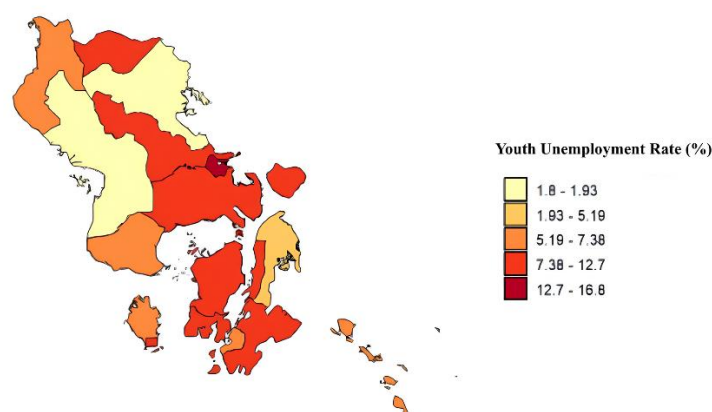 Youth Unemployment Rate (%)
1.8 - 1.93
1.93 - 5.19
5.19 - 7.38
7.38 - 12.7
12.7 - 16.8